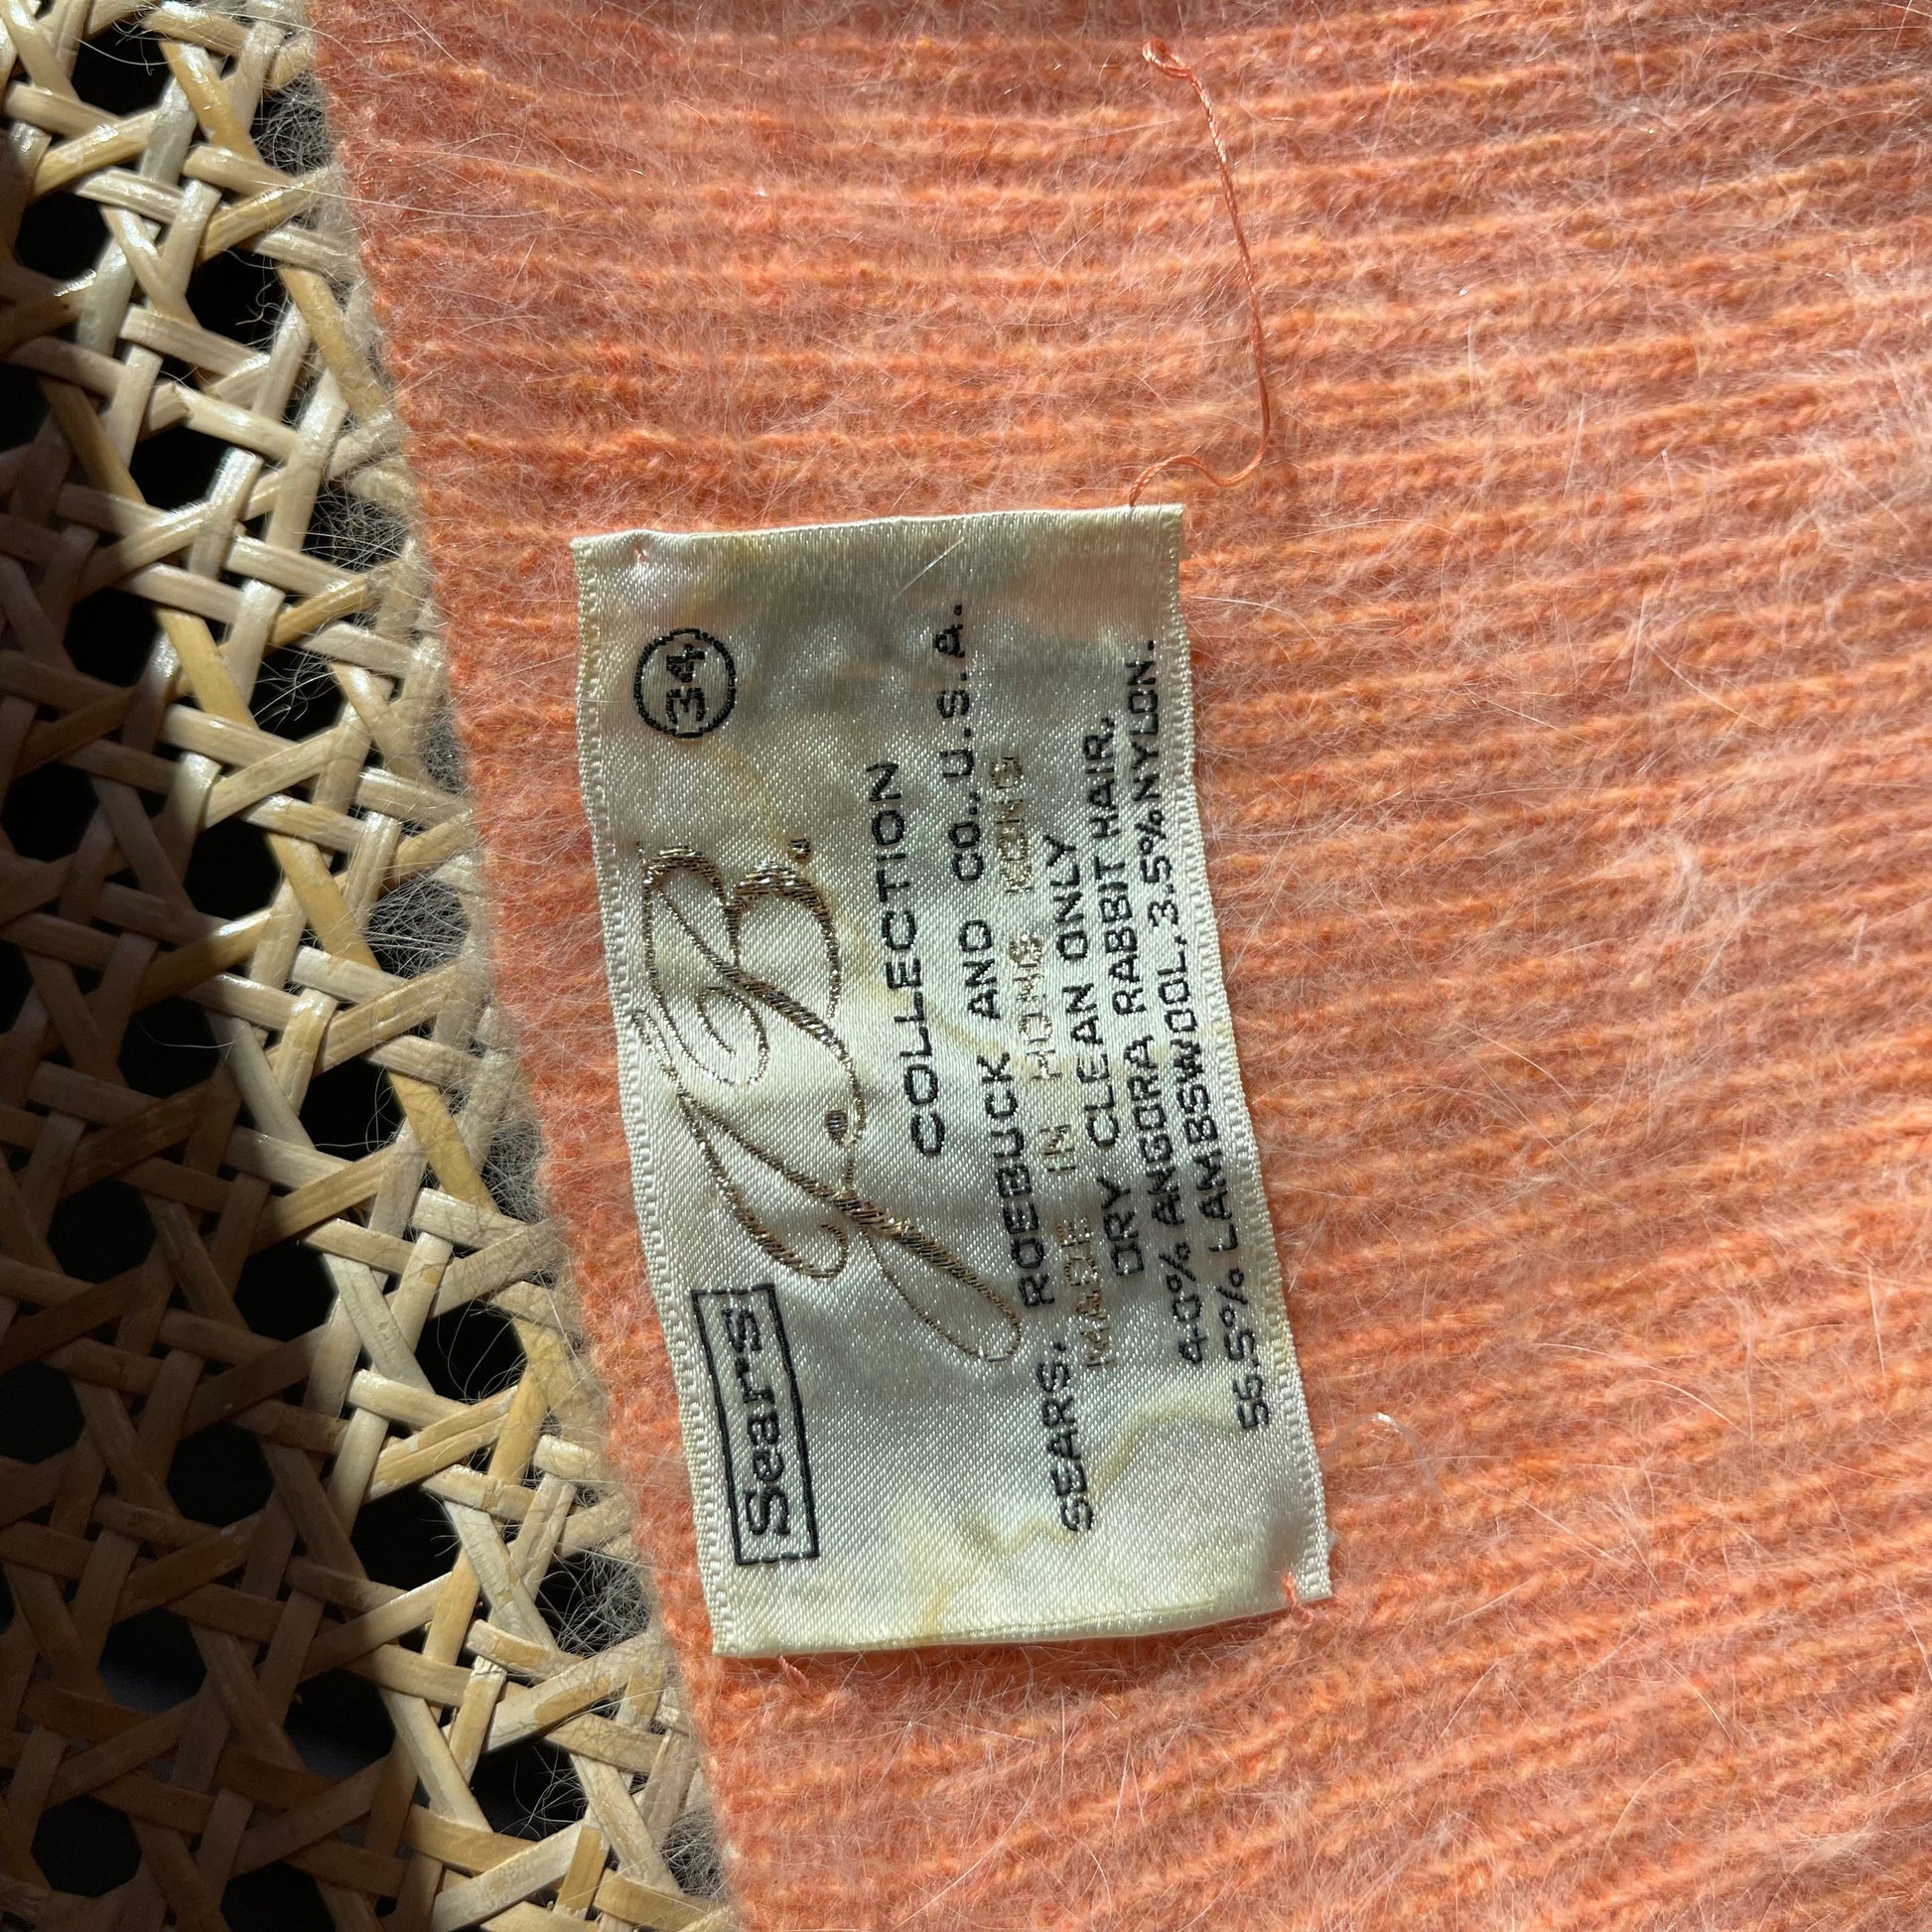 Sears
J.B.
34
COLLECTION
SEARS, ROEBUCK AND CO., U.S.A.
MADE IN HONG KONG
DRY CLEAN ONLY
40% ANGORA RABBIT HAIR,
56.5% LAMBSWOOL, 3.5% NYLON.